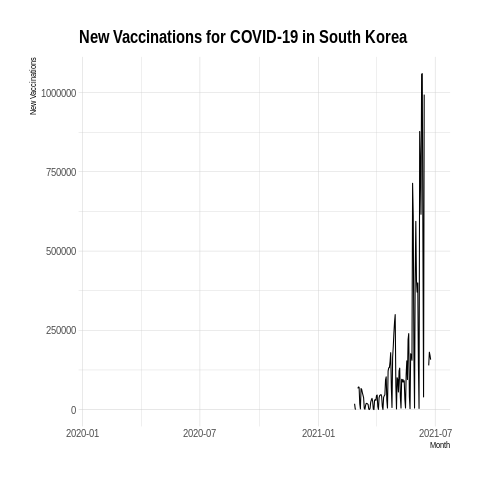 New Vaccinations for COVID-19 in South Korea
New Vaccinations
1000000
750000
500000
250000
0
2020-01 2020-07 2021-01 2021-07
Month